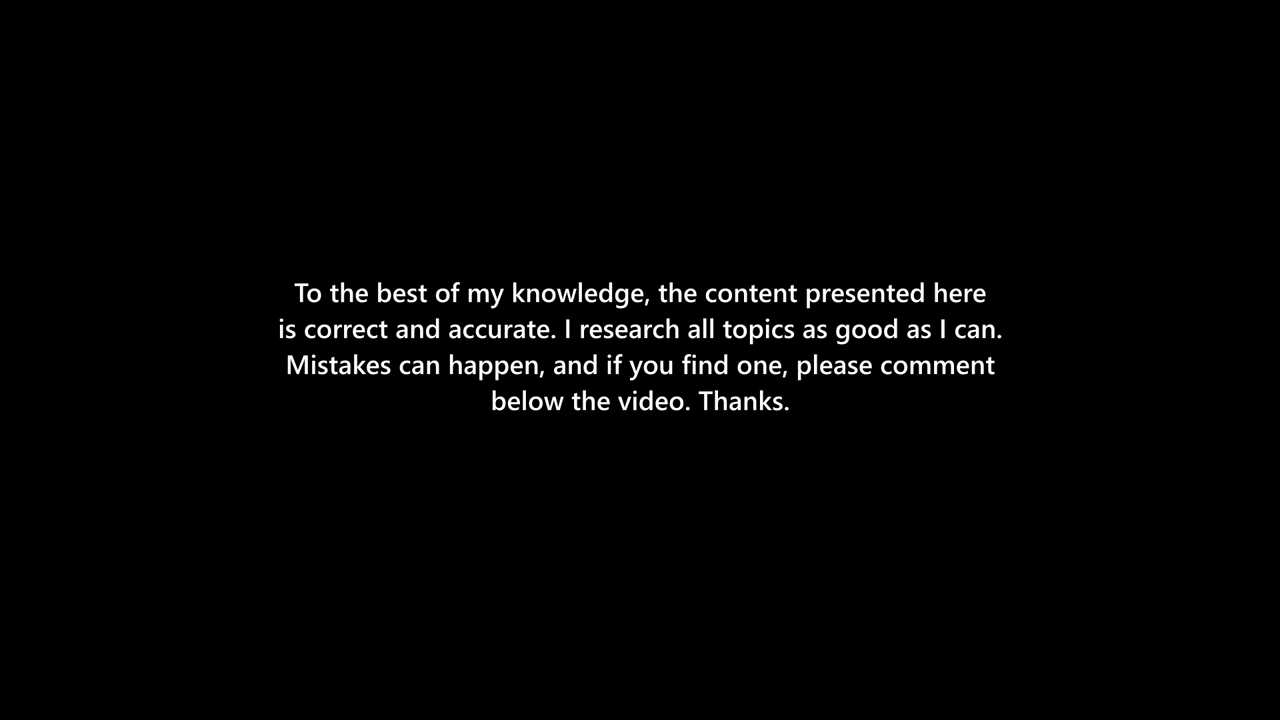 To the best of my knowledge, the content presented here
is correct and accurate. I research all topics as good as I can.
Mistakes can happen, and if you find one, please comment
below the video. Thanks.